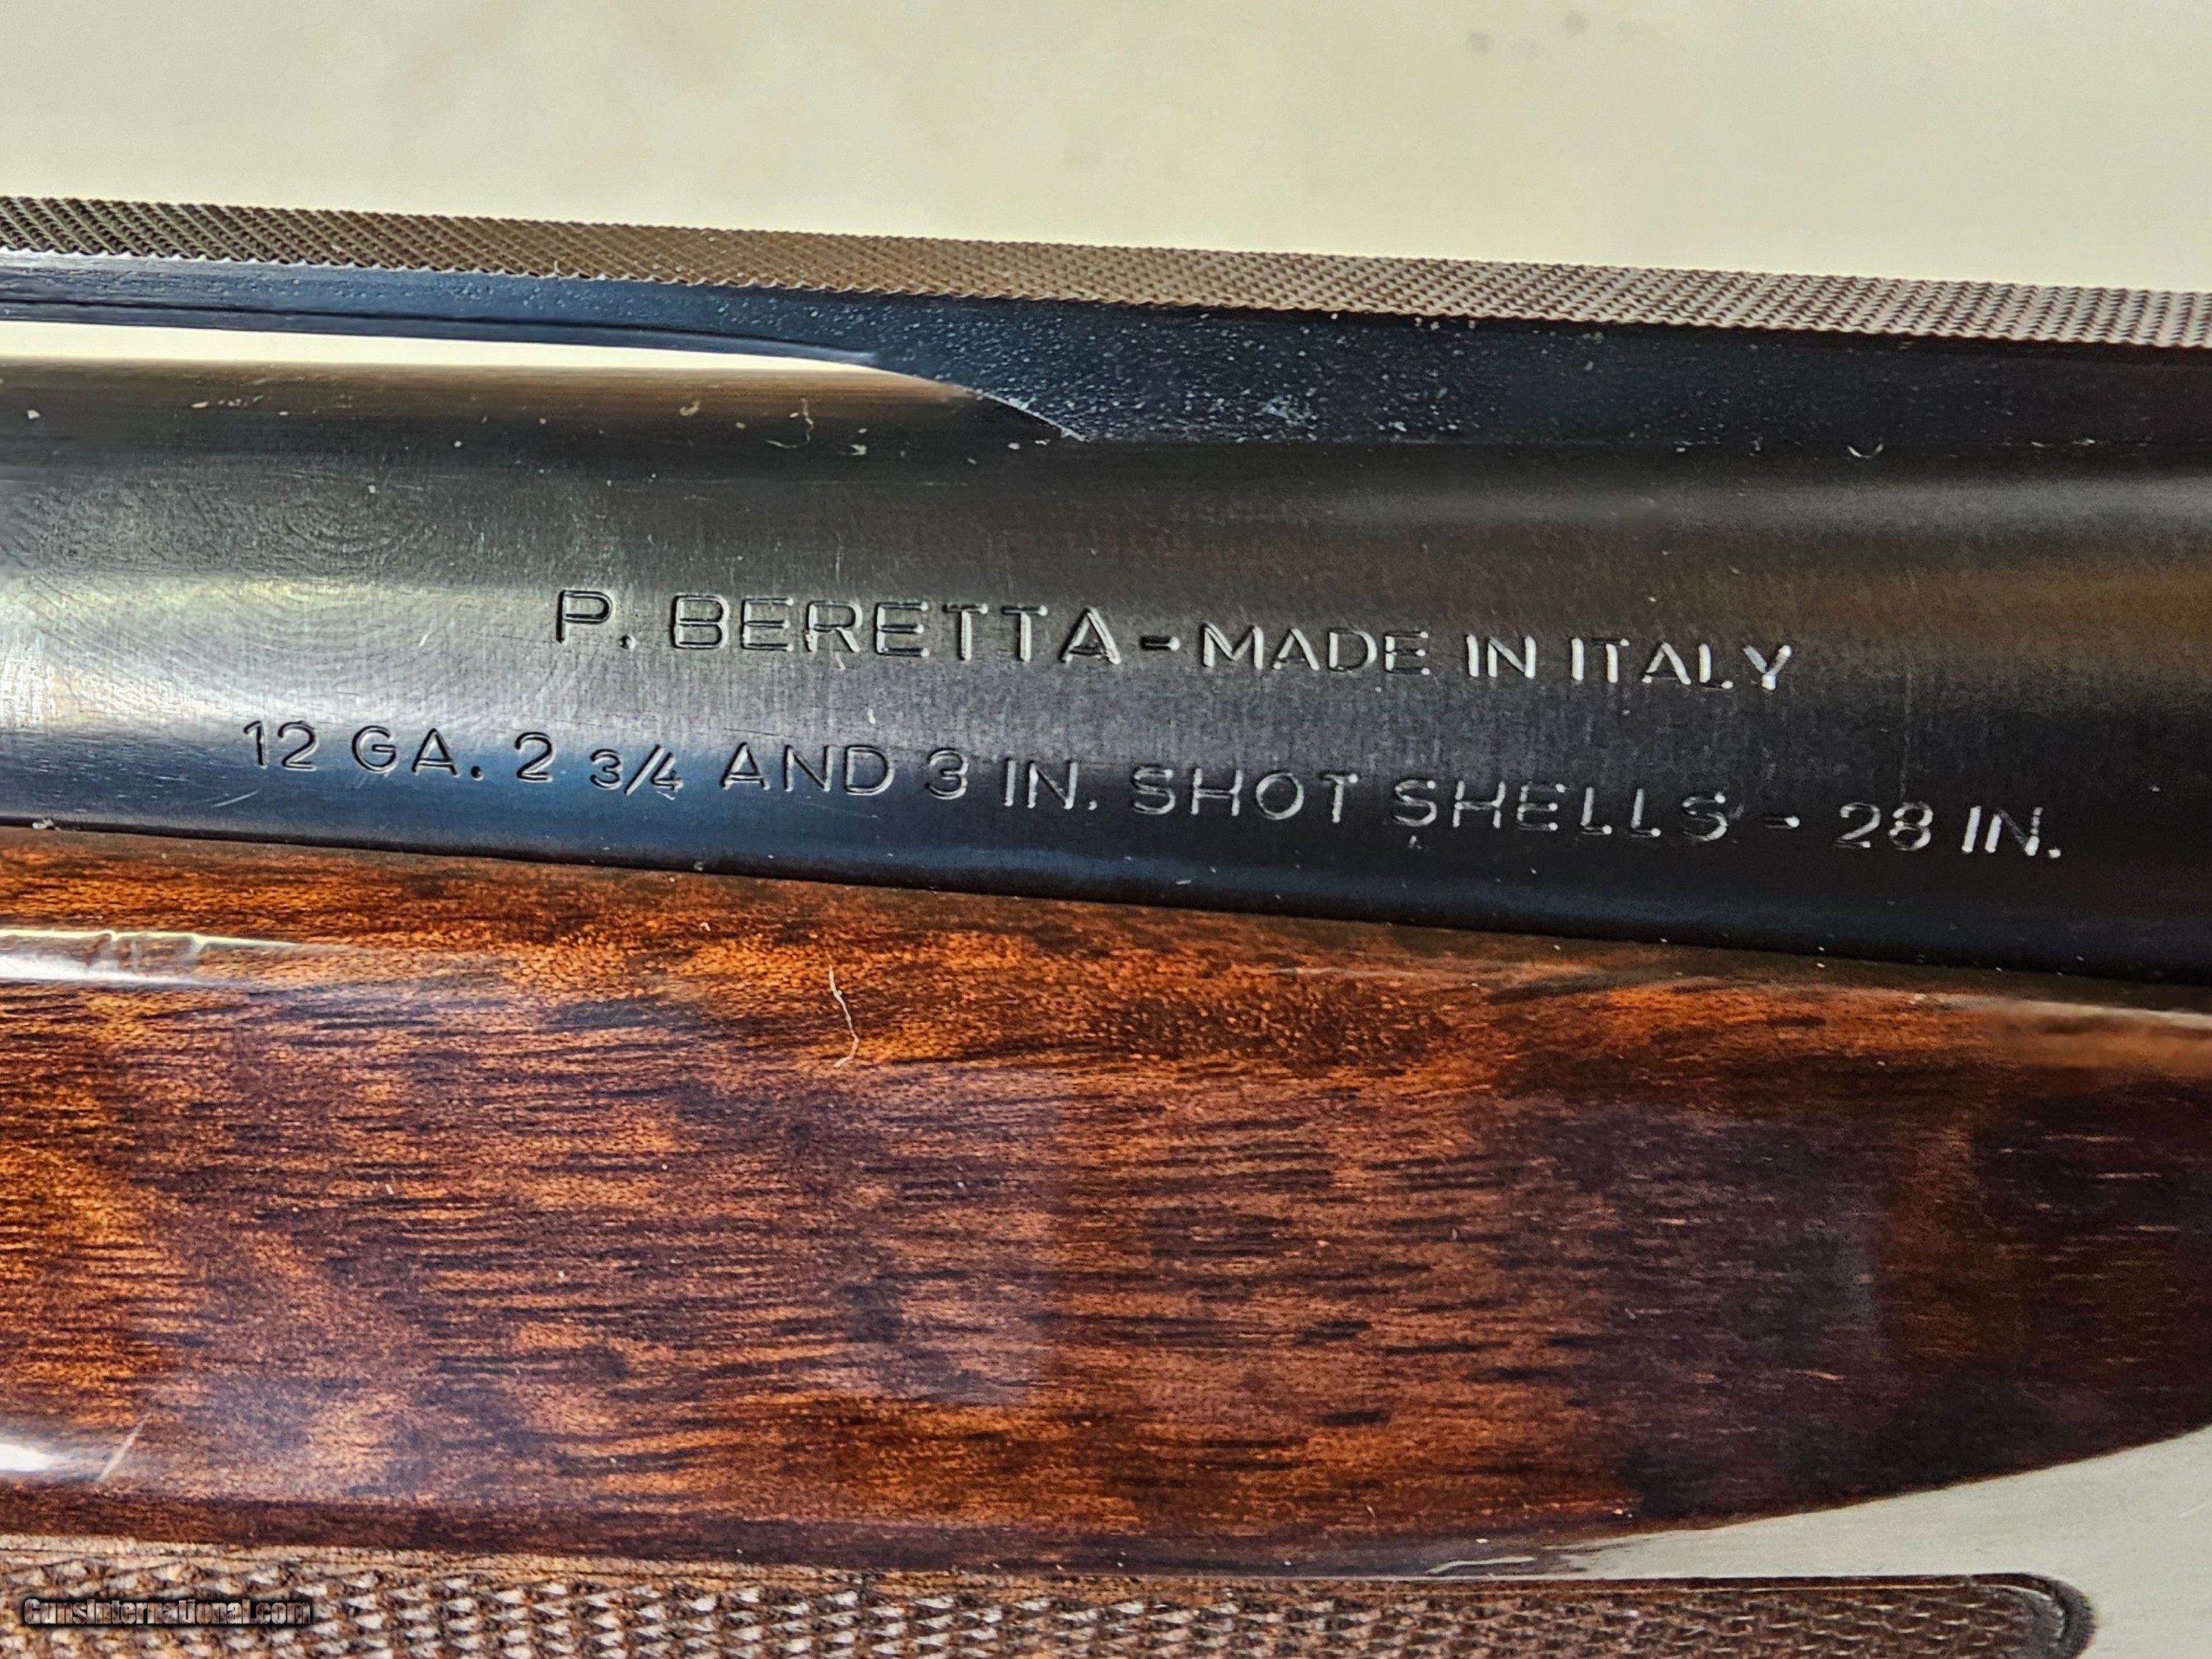 P. BERETTA - MADE IN ITALY
12 GA. 2 3/4 AND 3 IN. SHOT SHELLS - 28 IN.
GunsInternational.com